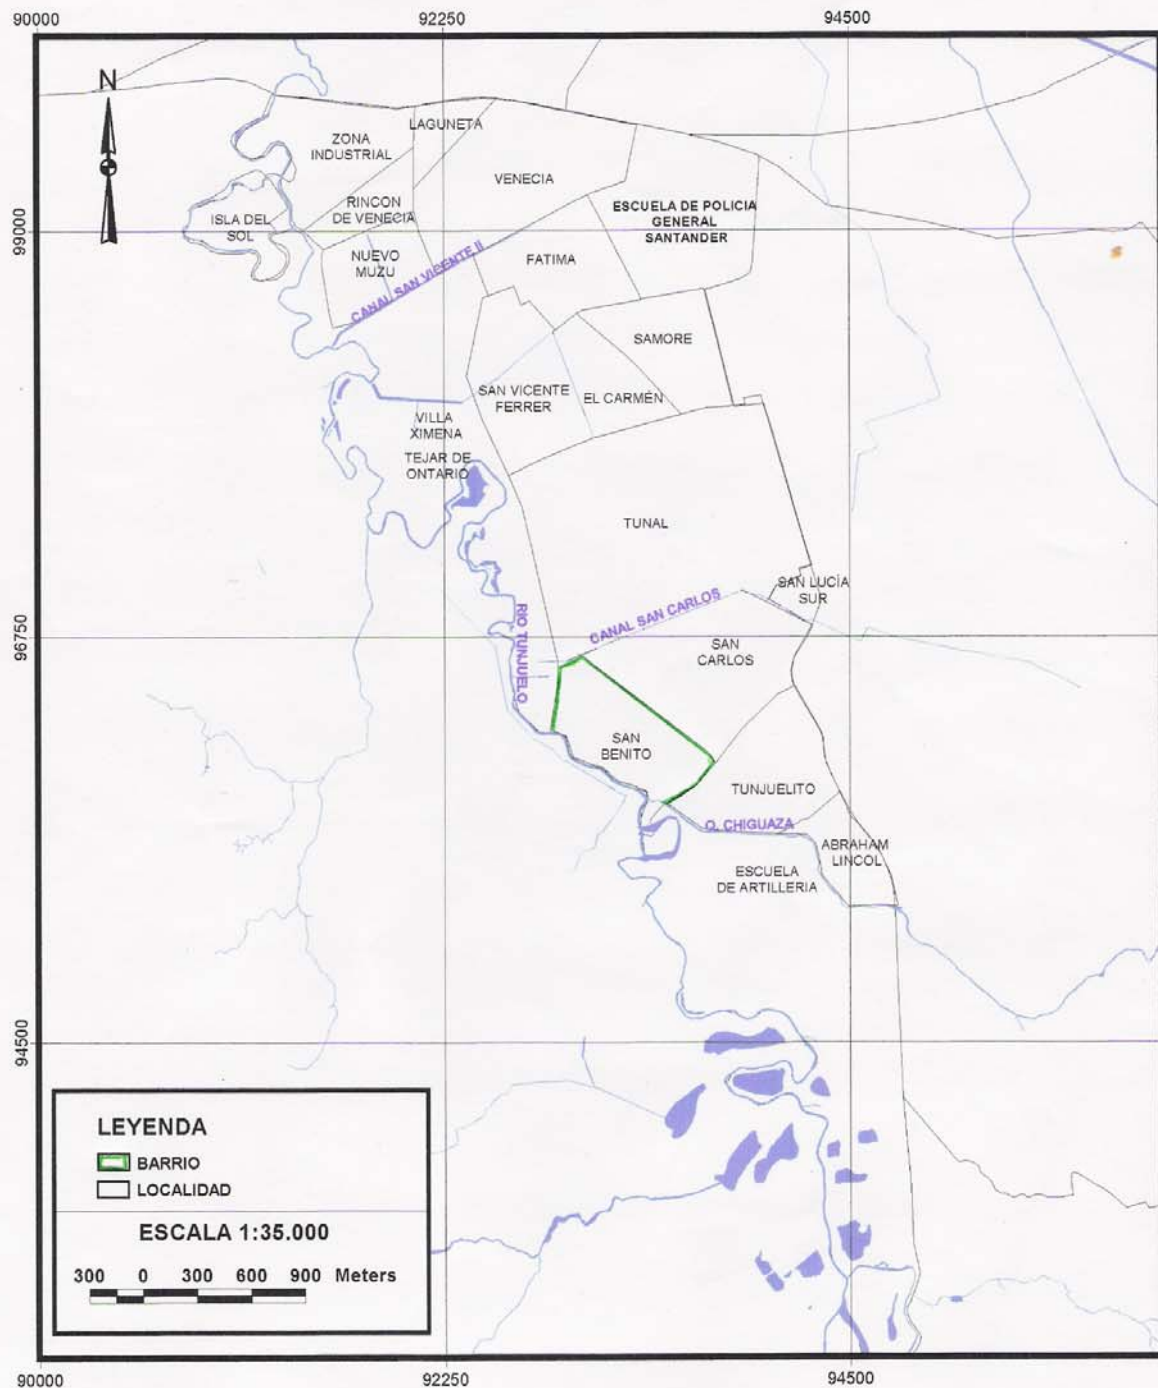 90000
92250
94500
N
LAGUNETA
ZONA
INDUSTRIAL
VENECIA
RINCON
DE VENECIA
ESCUELA DE POLICIA
GENERAL
SANTANDER
ISLA DEL
SOL
99000
NUEVO
MUZU
FATIMA
CANAL SAN VICENTE II
SAMORE
SAN VICENTE
FERRER
EL CARMÉN
VILLA
XIMENA
TEJAR DE
ONTARIO
TUNAL
SAN LUCÍA
SUR
CANAL SAN CARLOS
RIO TUNJUELO
96750
SAN
CARLOS
SAN
BENITO
TUNJUELITO
Q. CHIGUAZA
ABRAHAM
LINCOL
ESCUELA
DE ARTILLERIA
94500
LEYENDA
BARRIO
LOCALIDAD
ESCALA 1:35.000
300 0 300 600 900 Meters
90000
92250
94500